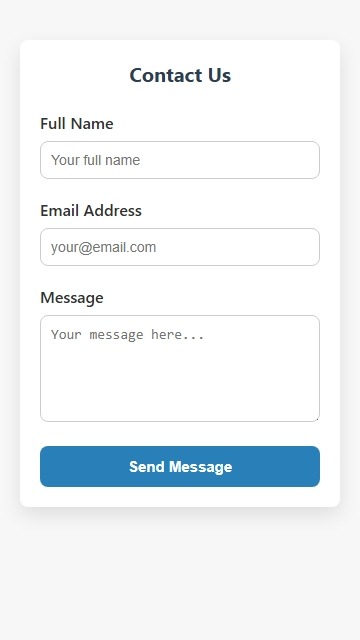 Contact Us
Full Name
Your full name
Email Address
your@email.com
Message
Your message here...
Send Message